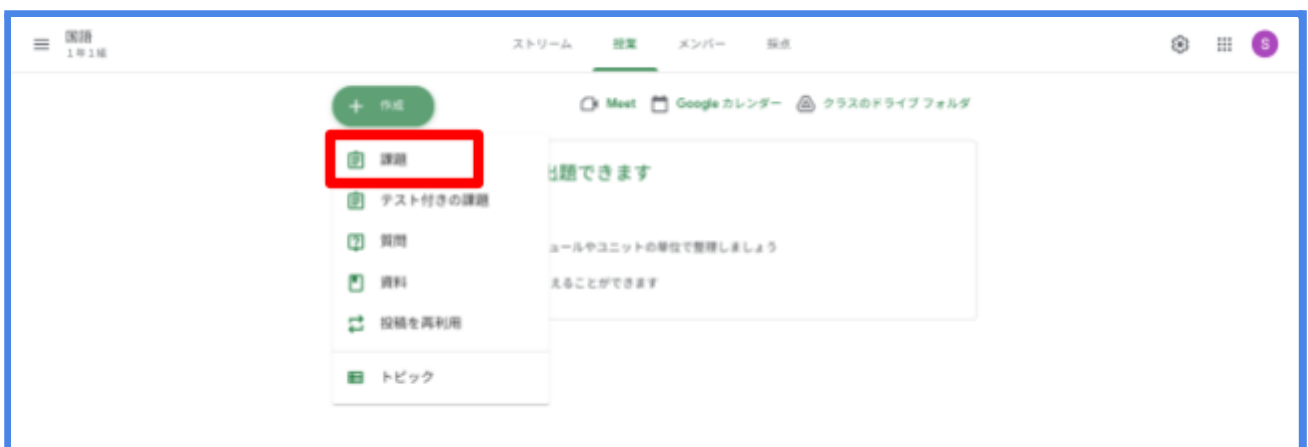 国語
1年1組
ストリーム 授業 メンバー 採点
S
+ 作成
Meet Google カレンダー クラスのドライブ フォルダ
課題
出題できます
テスト付きの課題
質問
ュールやユニットの単位で整理しましょう
資料
えることができます
投稿を再利用
トピック